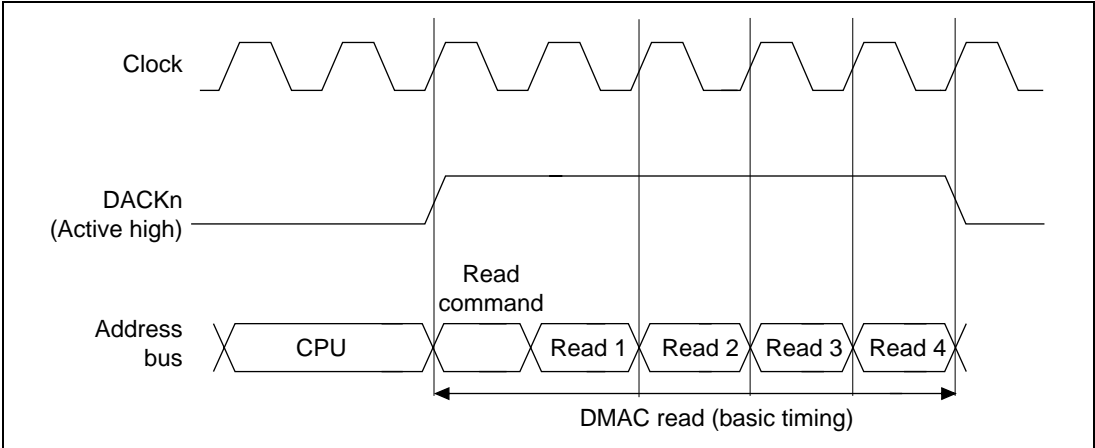 Clock
DACKn
(Active high)
Read
command
Address
bus
CPU
Read 1
Read 2
Read 3
Read 4
DMAC read (basic timing)